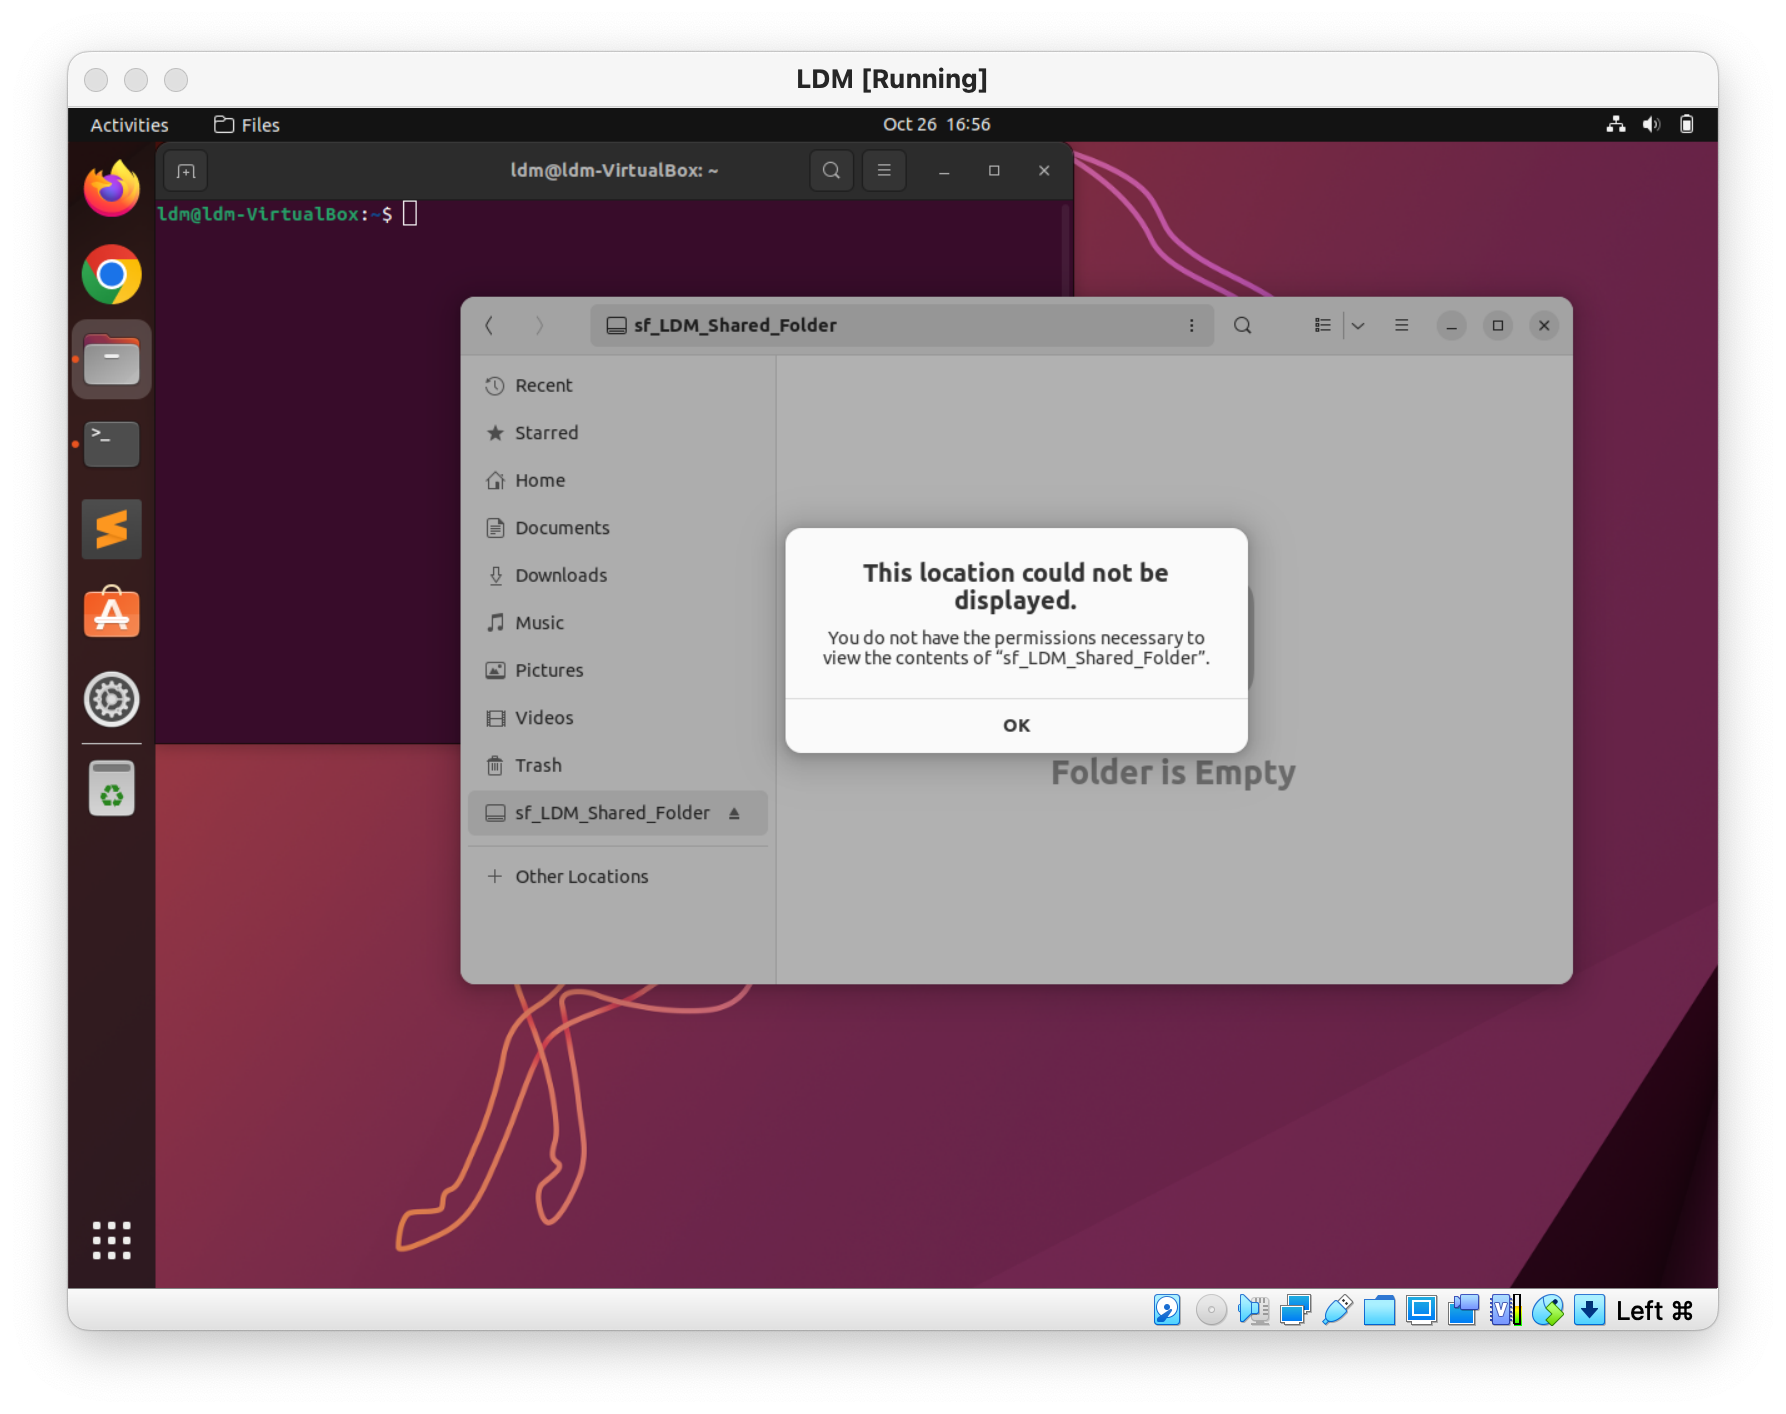 LDM [Running]
Activities
Files
Oct 26 16:56
ldm@ldm-VirtualBox: ~
ldm@ldm-VirtualBox:~$
sf_LDM_Shared_Folder
Recent
Starred
Home
Documents
Downloads
Music
Pictures
Videos
Trash
sf_LDM_Shared_Folder
Other Locations
This location could not be
displayed.
You do not have the permissions necessary to
view the contents of “sf_LDM_Shared_Folder”.
OK
Folder is Empty
Left ⌘